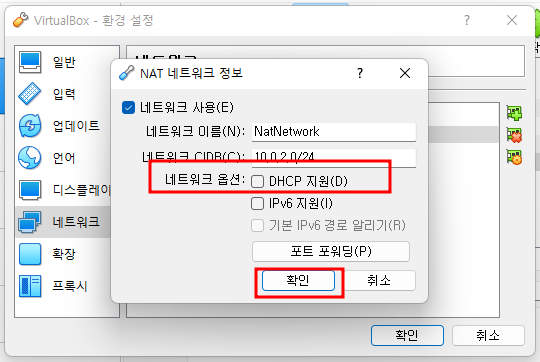 VirtualBox - 환경 설정
일반
입력
업데이트
언어
디스플레이
네트워크
확장
프록시
NAT 네트워크 정보
네트워크 사용(E)
네트워크 이름(N): NatNetwork
네트워크 CIDR(C): 10.0.2.0/24
네트워크 옵션: DHCP 지원(D)
IPv6 지원(I)
기본 IPv6 경로 알리기(R)
포트 포워딩(P)
확인 취소
확인 취소